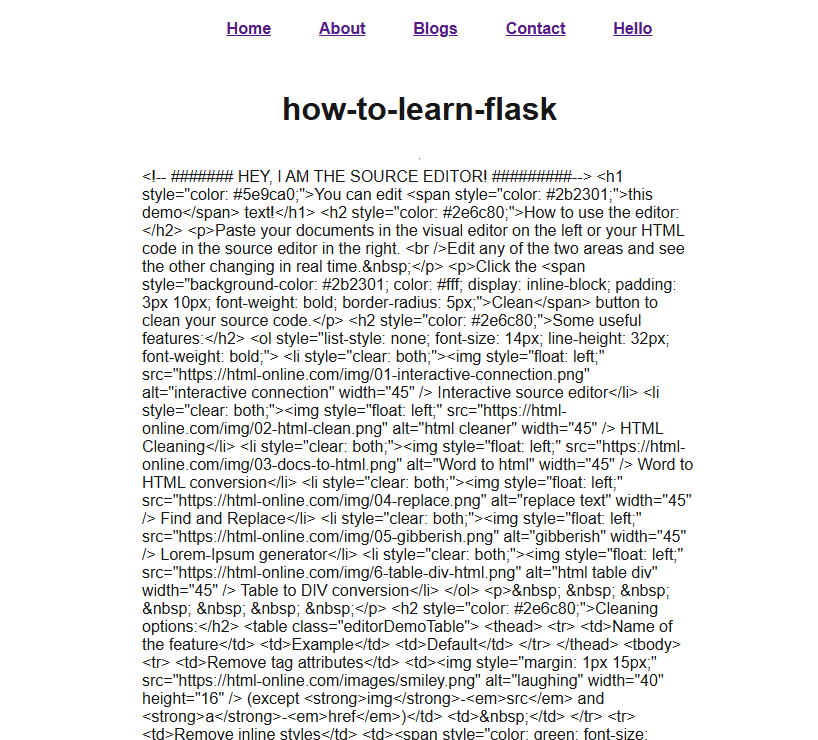 Home About Blogs Contact Hello
how-to-learn-flask
<!-- ####### HEY, I AM THE SOURCE EDITOR! #########--> <h1
style="color: #5e9ca0;">You can edit <span style="color: #2b2301;">this
demo</span> text!</h1> <h2 style="color: #2e6c80;">How to use the editor:
</h2> <p>Paste your documents in the visual editor on the left or your HTML
code in the source editor in the right. <br />Edit any of the two areas and see
the other changing in real time.&nbsp;</p> <p>Click the <span
style="background-color: #2b2301; color: #fff; display: inline-block; padding:
3px 10px; font-weight: bold; border-radius: 5px;">Clean</span> button to
clean your source code.</p> <h2 style="color: #2e6c80;">Some useful
features:</h2> <ol style="list-style: none; font-size: 14px; line-height: 32px;
font-weight: bold;"> <li style="clear: both;"><img style="float: left;"
src="https://html-online.com/img/01-interactive-connection.png"
alt="interactive connection" width="45" /> Interactive source editor</li> <li
style="clear: both;"><img style="float: left;" src="https://html-
online.com/img/02-html-clean.png" alt="html cleaner" width="45" /> HTML
Cleaning</li> <li style="clear: both;"><img style="float: left;" src="https://html-
online.com/img/03-docs-to-html.png" alt="Word to html" width="45" /> Word to
HTML conversion</li> <li style="clear: both;"><img style="float: left;"
src="https://html-online.com/img/04-replace.png" alt="replace text" width="45"
/> Find and Replace</li> <li style="clear: both;"><img style="float: left;"
src="https://html-online.com/img/05-gibberish.png" alt="gibberish" width="45"
/> Lorem-Ipsum generator</li> <li style="clear: both;"><img style="float: left;"
src="https://html-online.com/img/6-table-div-html.png" alt="html table div"
width="45" /> Table to DIV conversion</li> </ol> <p>&nbsp; &nbsp; &nbsp;
&nbsp; &nbsp; &nbsp; &nbsp;</p> <h2 style="color: #2e6c80;">Cleaning
options:</h2> <table class="editorDemoTable"> <thead> <tr> <td>Name of
the feature</td> <td>Example</td> <td>Default</td> </tr> </thead> <tbody>
<tr> <td>Remove tag attributes</td> <td><img style="margin: 1px 15px;"
src="https://html-online.com/images/smiley.png" alt="laughing" width="40"
height="16" /> (except <strong>img</strong>-<em>src</em> and
<strong>a</strong>-<em>href</em>)</td> <td>&nbsp;</td> </tr> <tr>
<td>Remove inline styles</td> <td><span style="color: green; font-size: